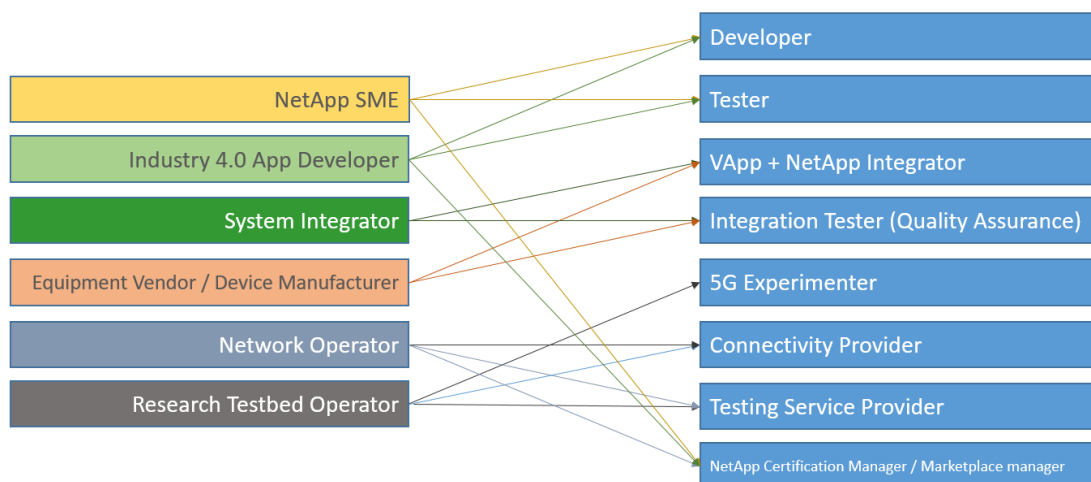 NetApp SME
Industry 4.0 App Developer
System Integrator
Equipment Vendor / Device Manufacturer
Network Operator
Research Testbed Operator
Developer
Tester
VApp + NetApp Integrator
Integration Tester (Quality Assurance)
5G Experimenter
Connectivity Provider
Testing Service Provider
NetApp Certification Manager / Marketplace manager